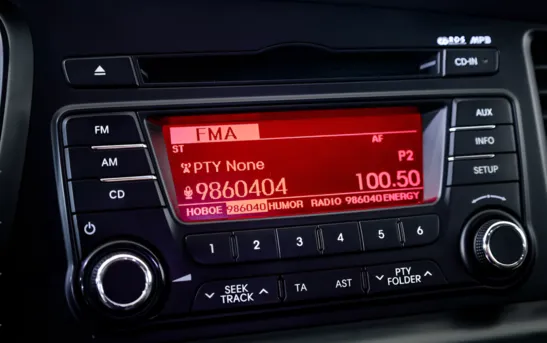 RDS MP3
CD-IN
FM
AM
CD
FMA
ST
AF
PTY None
P2
9860404
100.50
HOBOE 986040 HUMOR RADIO 986040 ENERGY
AUX
INFO
SETUP
1 2 3 4 5 6
SEEK
TRACK
TA AST
PTY
FOLDER